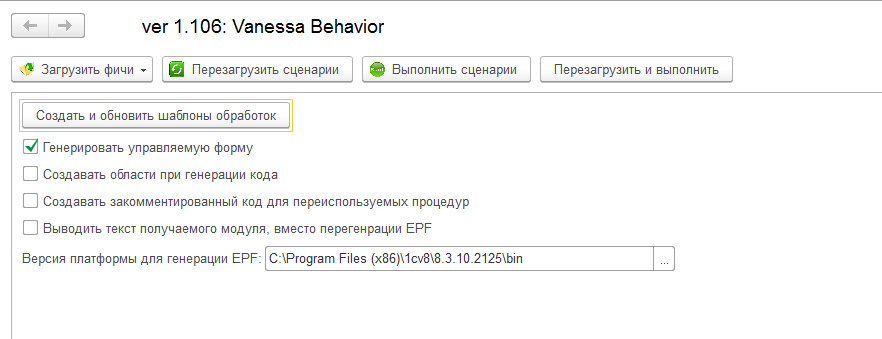 ver 1.106: Vanessa Behavior
Загрузить фичи Перезагрузить сценарии Выполнить сценарии Перезагрузить и выполнить
Создать и обновить шаблоны обработок
Генерировать управляемую форму
Создавать области при генерации кода
Создавать закомментированный код для переиспользуемых процедур
Выводить текст получаемого модуля, вместо перегенрации EPF
Версия платформы для генерации EPF: C:\Program Files (x86)\1cv8\8.3.10.2125\bin ...